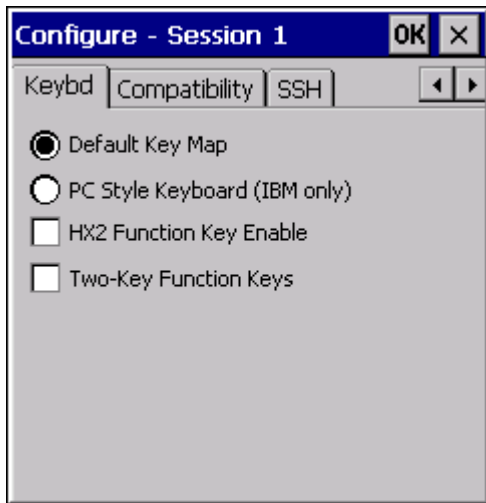 Configure - Session 1 OK ×
Keybd Compatibility SSH
Default Key Map
PC Style Keyboard (IBM only)
HX2 Function Key Enable
Two-Key Function Keys